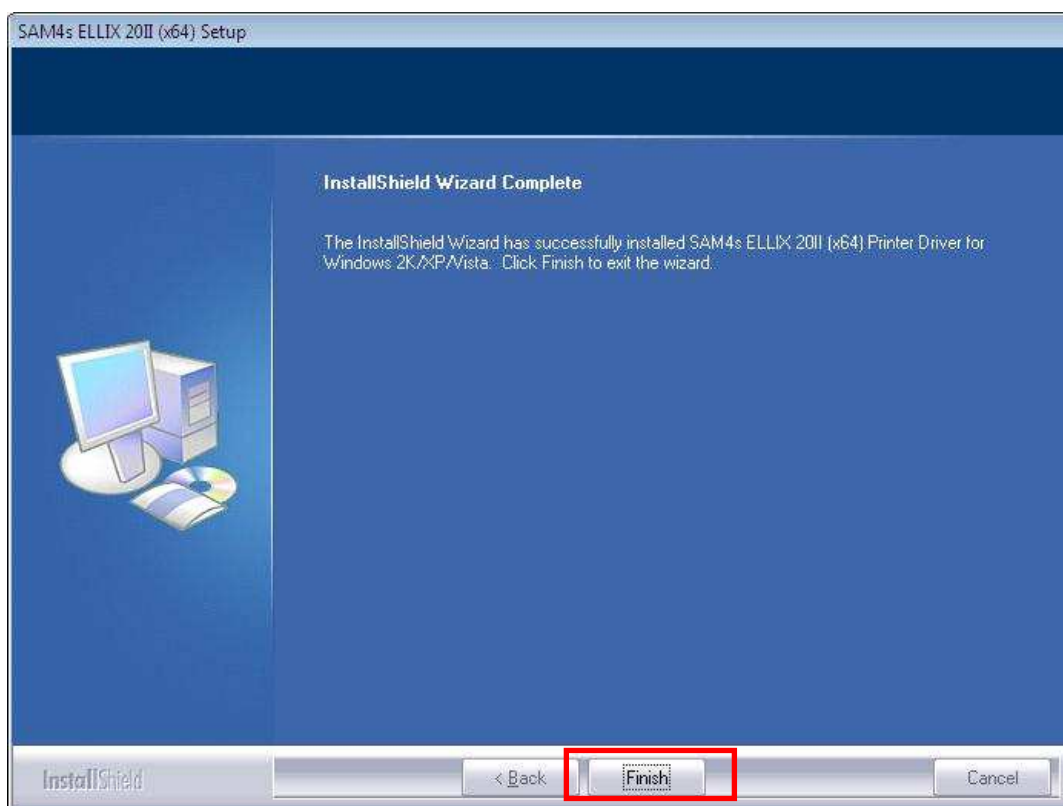 SAM4s ELLIX 20II (x64) Setup
InstallShield Wizard Complete
The InstallShield Wizard has successfully installed SAM4s ELLIX 20II (x64) Printer Driver for
Windows 2K/XP/Vista. Click Finish to exit the wizard.
InstallShield
< Back
Finish
Cancel